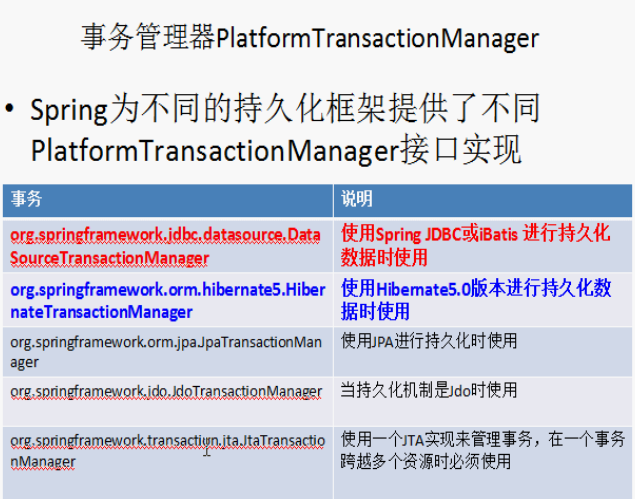 事务管理器PlatformTransactionManager
• Spring为不同的持久化框架提供了不同
PlatformTransactionManager接口实现
事务
说明
org.springframework.jdbc.datasource.Data
SourceTransactionManager
使用Spring JDBC或iBatis 进行持久化
数据时使用
org.springframework.orm.hibernate5.Hiber
nateTransactionManager
使用Hibernate5.0版本进行持久化数
据时使用
org.springframework.orm.jpa.JpaTransactionMan
ager
使用JPA进行持久化时使用
org.springframework.jdo.JdoTransactionManager
当持久化机制是Jdo时使用
org.springframework.transaction.jta.JtaTransactio
nManager
使用一个JTA实现来管理事务，在一个事务
跨越多个资源时必须使用